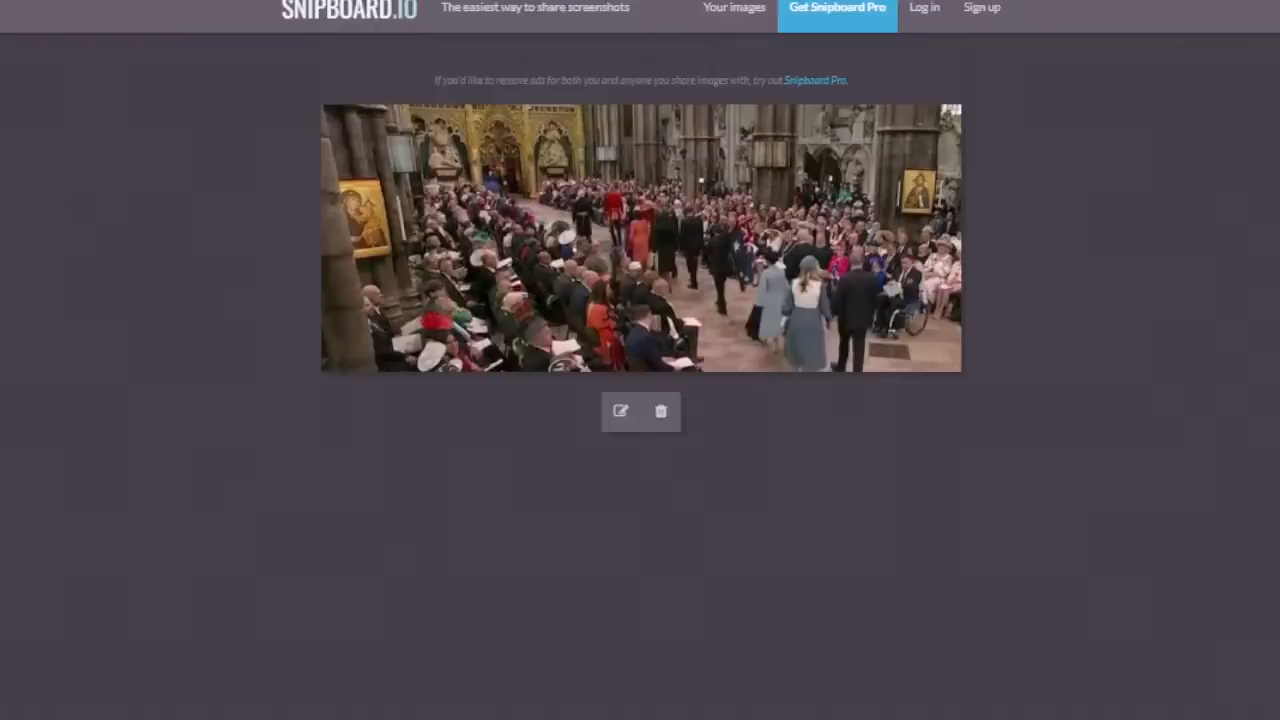 SNIPBOARD.IO
The easiest way to share screenshots
Your images
Get Snipboard Pro
Log in
Sign up
If you'd like to remove ads for both you and anyone you share images with, try out Snipboard Pro.